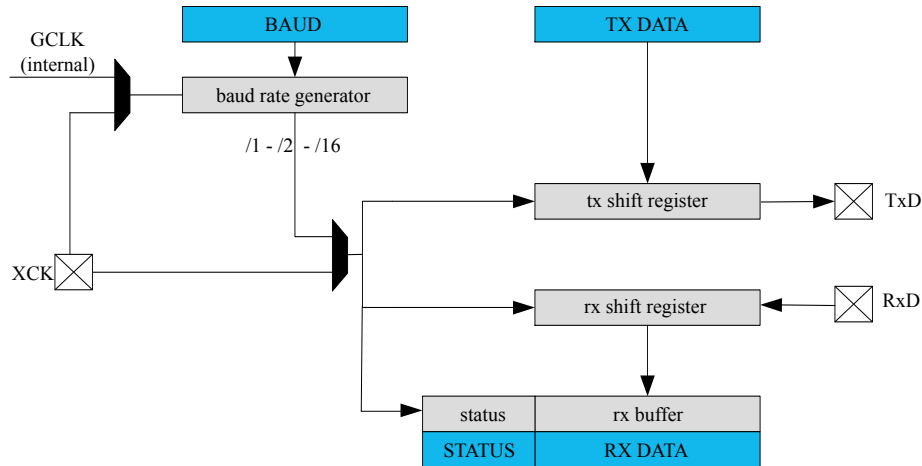 BAUD
TX DATA
GCLK
(internal)
baud rate generator
/1 - /2 - /16
tx shift register
TxD
XCK
rx shift register
RxD
status
rx buffer
STATUS
RX DATA